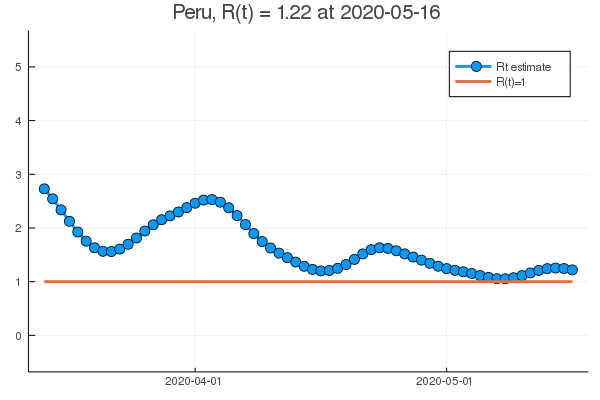 Peru, R(t) = 1.22 at 2020-05-16
Rt estimate
R(t)=1
5
4
3
2
1
0
2020-04-01
2020-05-01